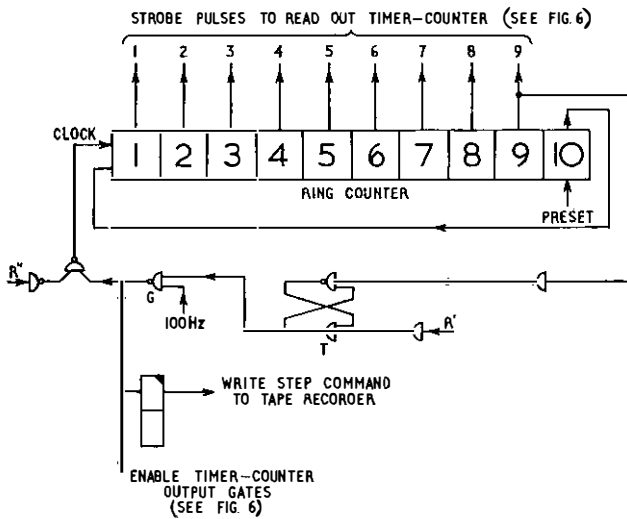 STROBE PULSES TO READ OUT TIMER-COUNTER (SEE FIG. 6)
1 2 3 4 5 6 7 8 9
CLOCK
1 2 3 4 5 6 7 8 9 10
RING COUNTER
PRESET
R"
G
100Hz
T
R'
WRITE STEP COMMAND
TO TAPE RECORDER
ENABLE TIMER-COUNTER
OUTPUT GATES
(SEE FIG. 6)